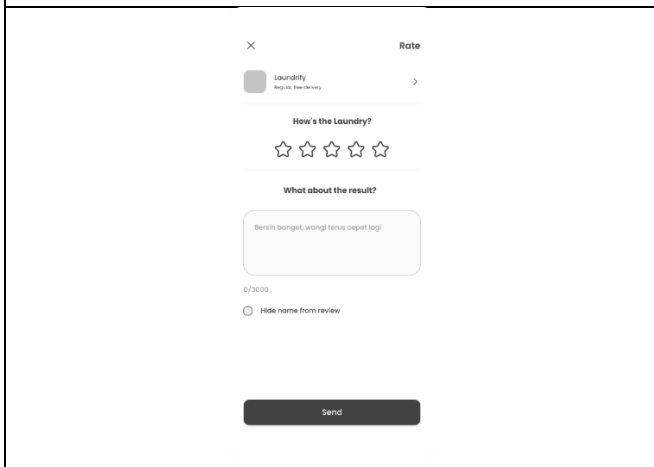 Rate
Laundrify
Regular, free delivery
How's the Laundry?
What about the result?
Bersih banget, wangi terus cepet lagi
0/3000
Hide name from review
Send